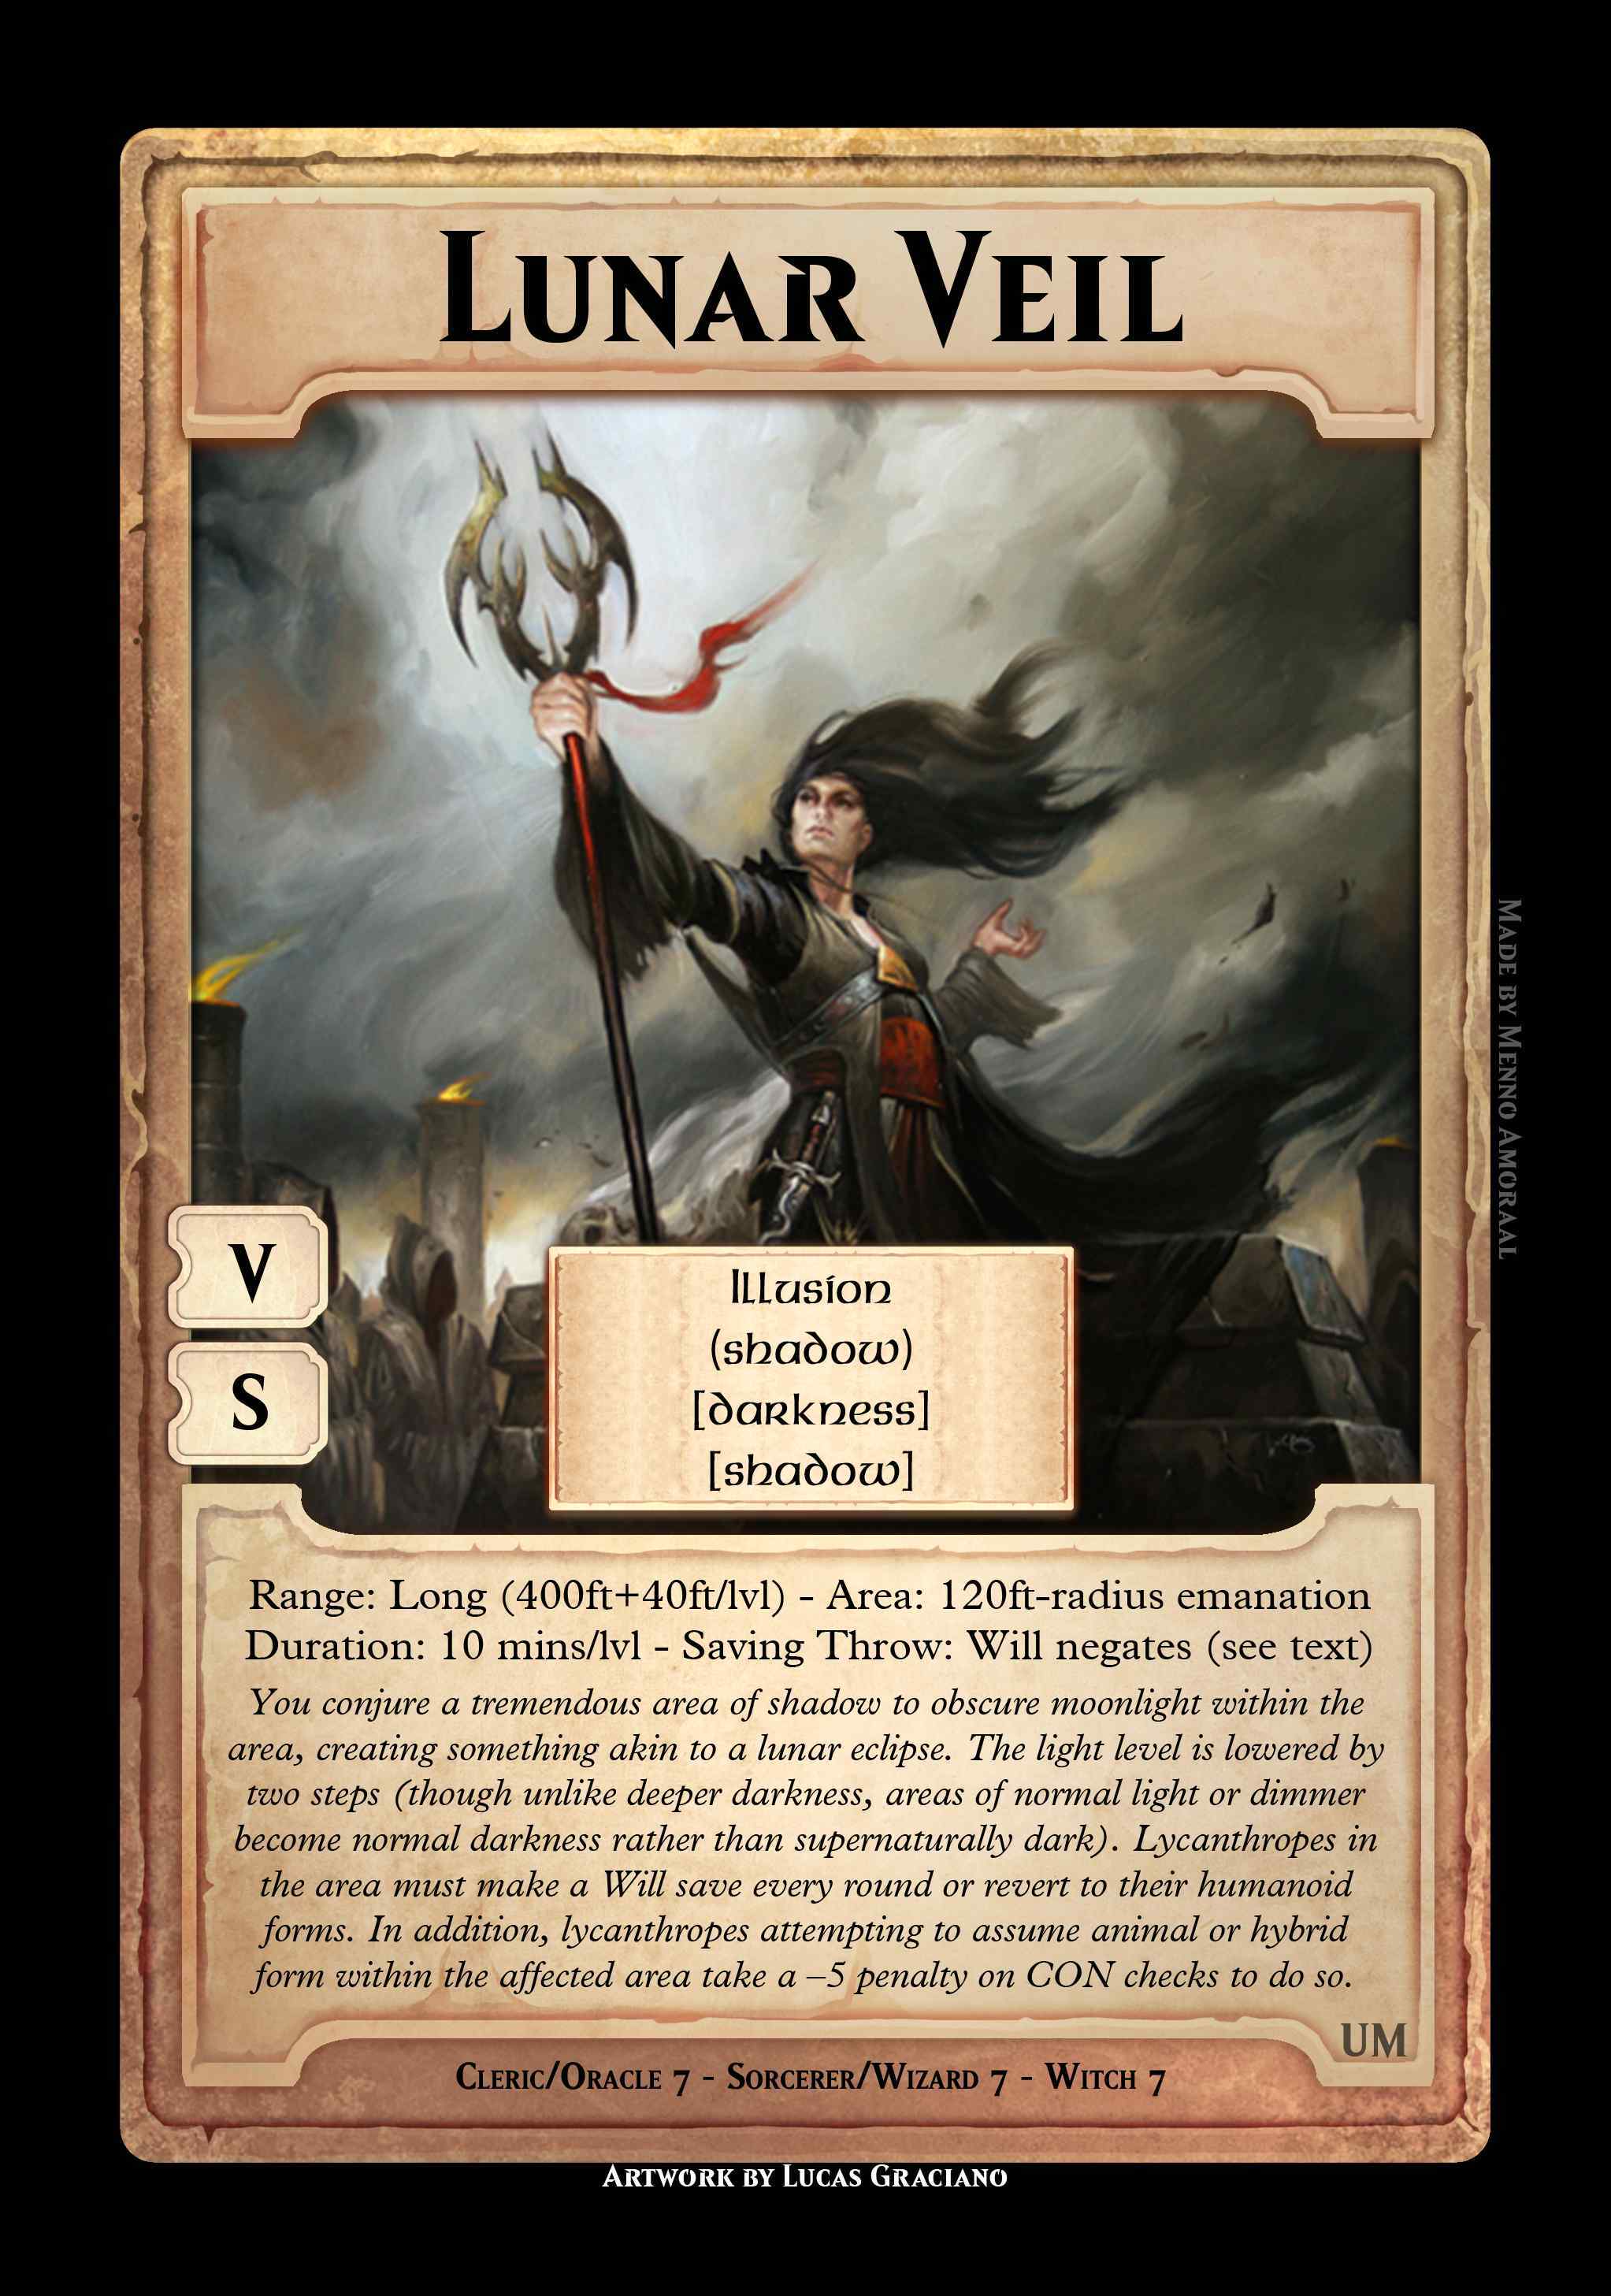 Lunar Veil
V
S
Illusion
(shadow)
[darkness]
[shadow]
Range: Long (400ft+40ft/lvl) - Area: 120ft-radius emanation
Duration: 10 mins/lvl - Saving Throw: Will negates (see text)
You conjure a tremendous area of shadow to obscure moonlight within the
area, creating something akin to a lunar eclipse. The light level is lowered by
two steps (though unlike deeper darkness, areas of normal light or dimmer
become normal darkness rather than supernaturally dark). Lycanthropes in
the area must make a Will save every round or revert to their humanoid
forms. In addition, lycanthropes attempting to assume animal or hybrid
form within the affected area take a –5 penalty on CON checks to do so.
UM
Cleric/Oracle 7 - Sorcerer/Wizard 7 - Witch 7
Artwork by Lucas Graciano
Made by Menno Amoraal